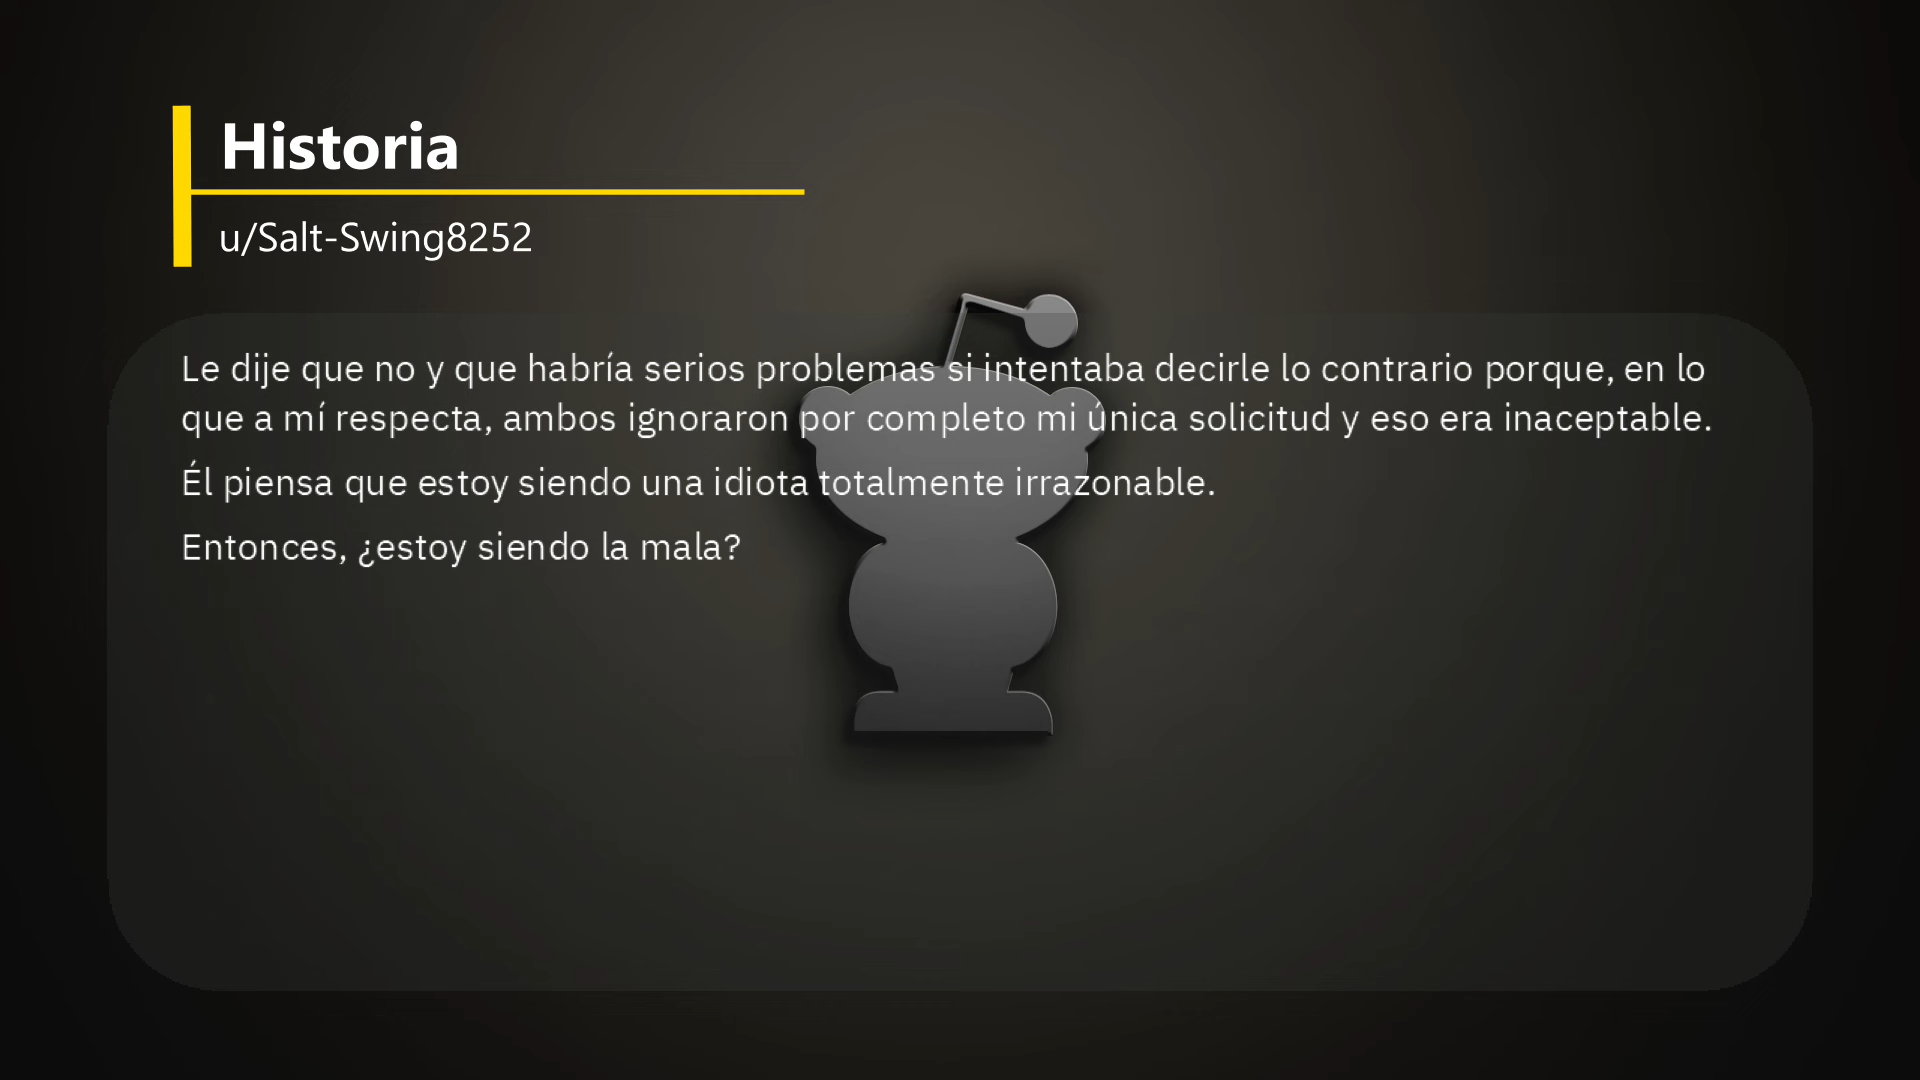 Historia
u/Salt-Swing8252
Le dije que no y que habría serios problemas si intentaba decirle lo contrario porque, en lo
que a mí respecta, ambos ignoraron por completo mi única solicitud y eso era inaceptable.
Él piensa que estoy siendo una idiota totalmente irrazonable.
Entonces, ¿estoy siendo la mala?